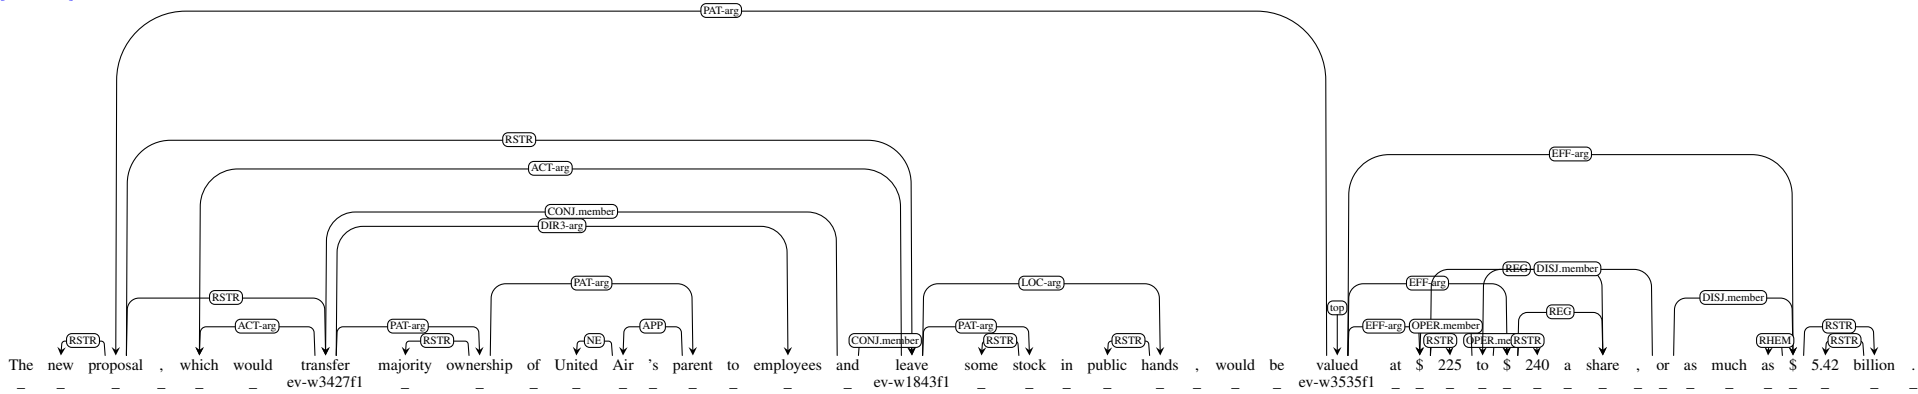 PAT-arg
RSTR
ACT-arg
EFF-arg
CONJ.member
DIR3-arg
REG DISJ.member
PAT-arg LOC-arg EFF-arg
RSTR DISJ.member
top REG
ACT-arg PAT-arg APP PAT-arg EFF-arg OPER.member RSTR
RSTR RSTR NE CONJ.member RSTR RSTR RSTR OPER.me RSTR RHEM RSTR
The new proposal , which would transfer majority ownership of United Air 's parent to employees and leave some stock in public hands , would be valued at $ 225 to $ 240 a share , or as much as $ 5.42 billion .
_ _ _ _ _ _ ev-w3427f1 _ _ _ _ _ _ _ _ _ _ ev-w1843f1 _ _ _ _ _ _ _ _ ev-w3535f1 _ _ _ _ _ _ _ _ _ _ _ _ _ _ _ _ _